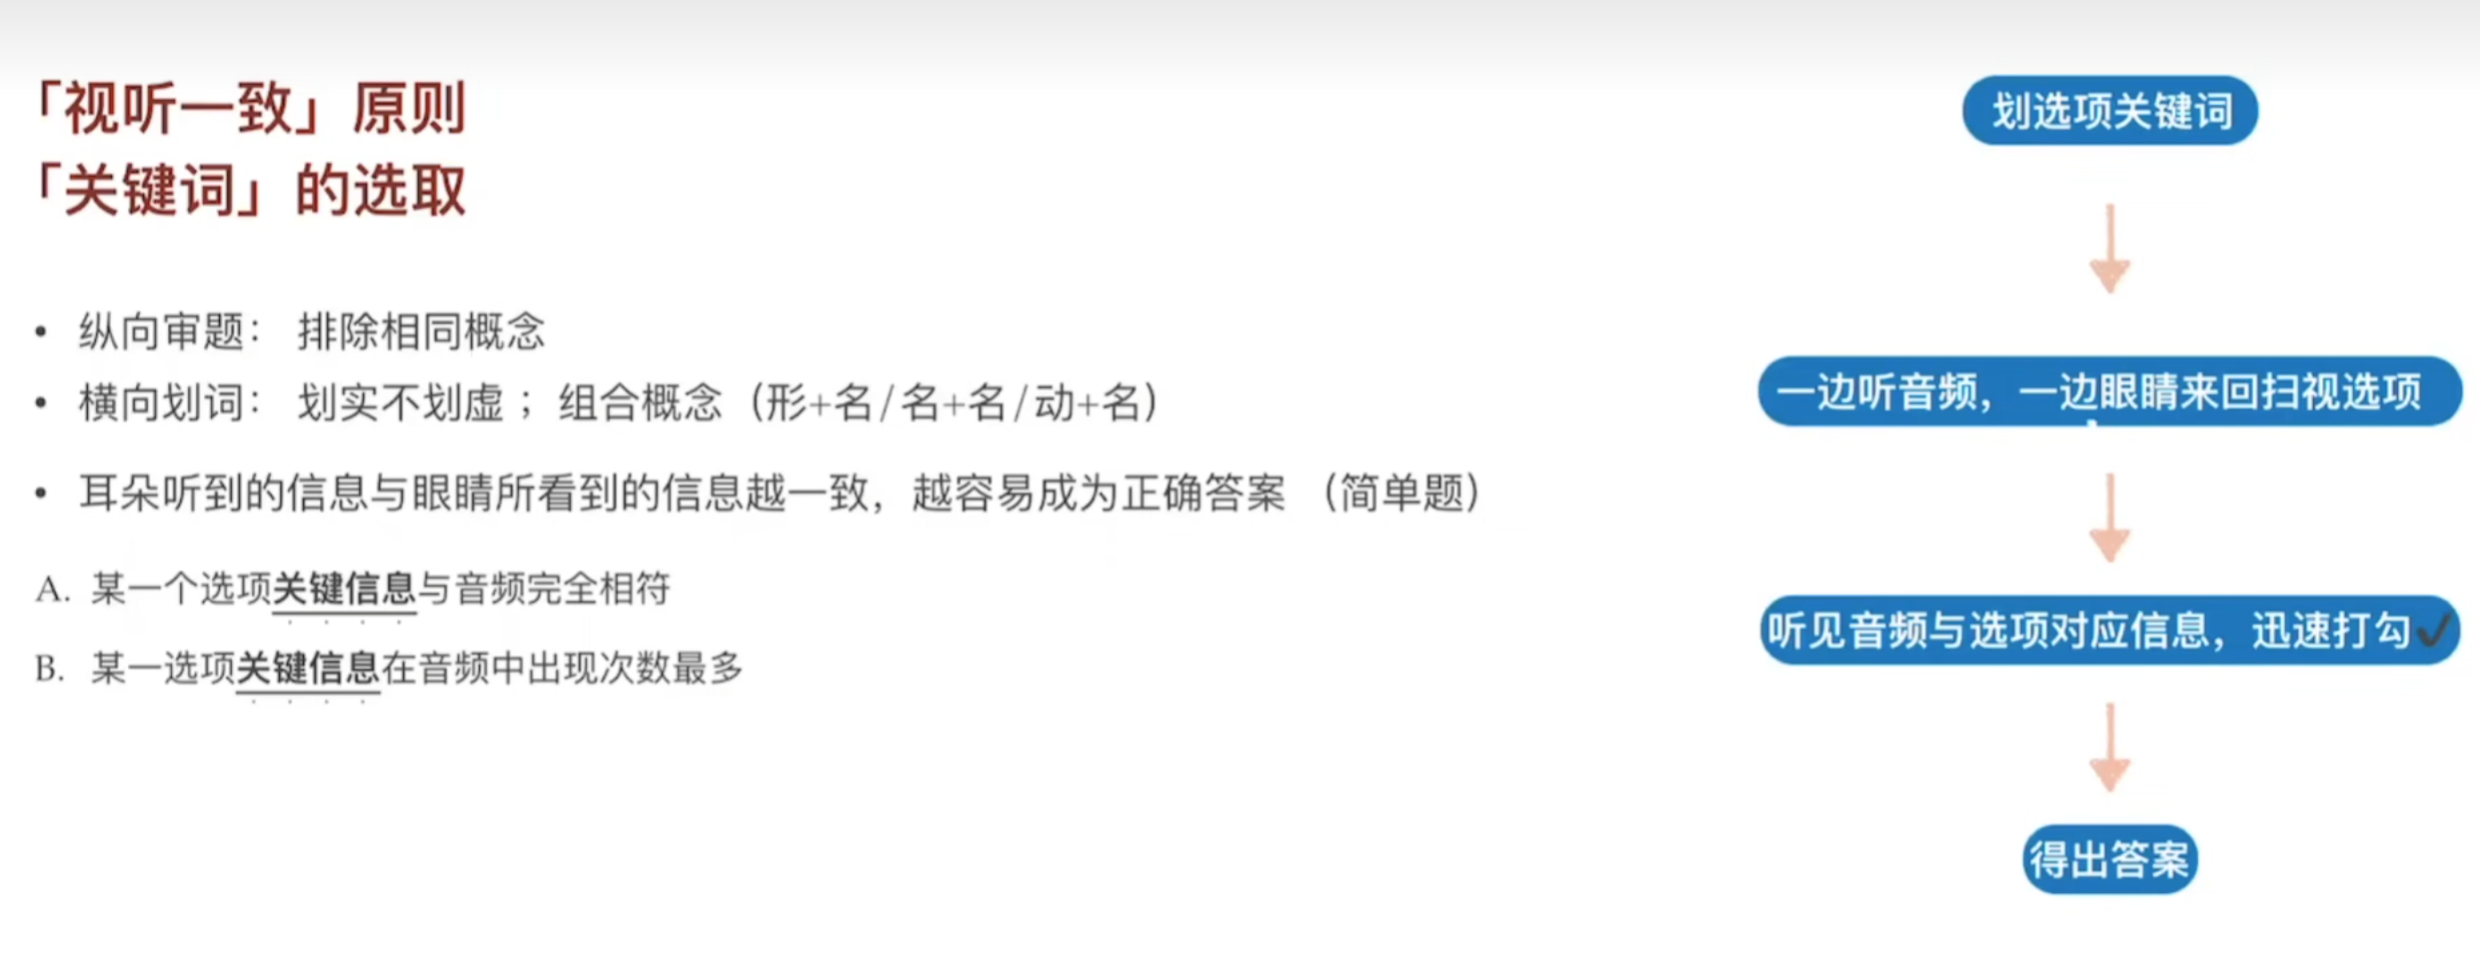 「视听一致」原则
「关键词」的选取
• 纵向审题： 排除相同概念
• 横向划词： 划实不划虚；组合概念（形+名/名+名/动+名）
• 耳朵听到的信息与眼睛所看到的信息越一致，越容易成为正确答案 （简单题）
A. 某一个选项关键信息与音频完全相符
B. 某一选项关键信息在音频中出现次数最多
划选项关键词
一边听音频，一边眼睛来回扫视选项
听见音频与选项对应信息，迅速打勾✓
得出答案